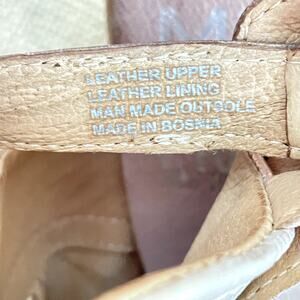 LEATHER UPPER
LEATHER LINING
MAN MADE OUTSOLE
MADE IN BOSNIA